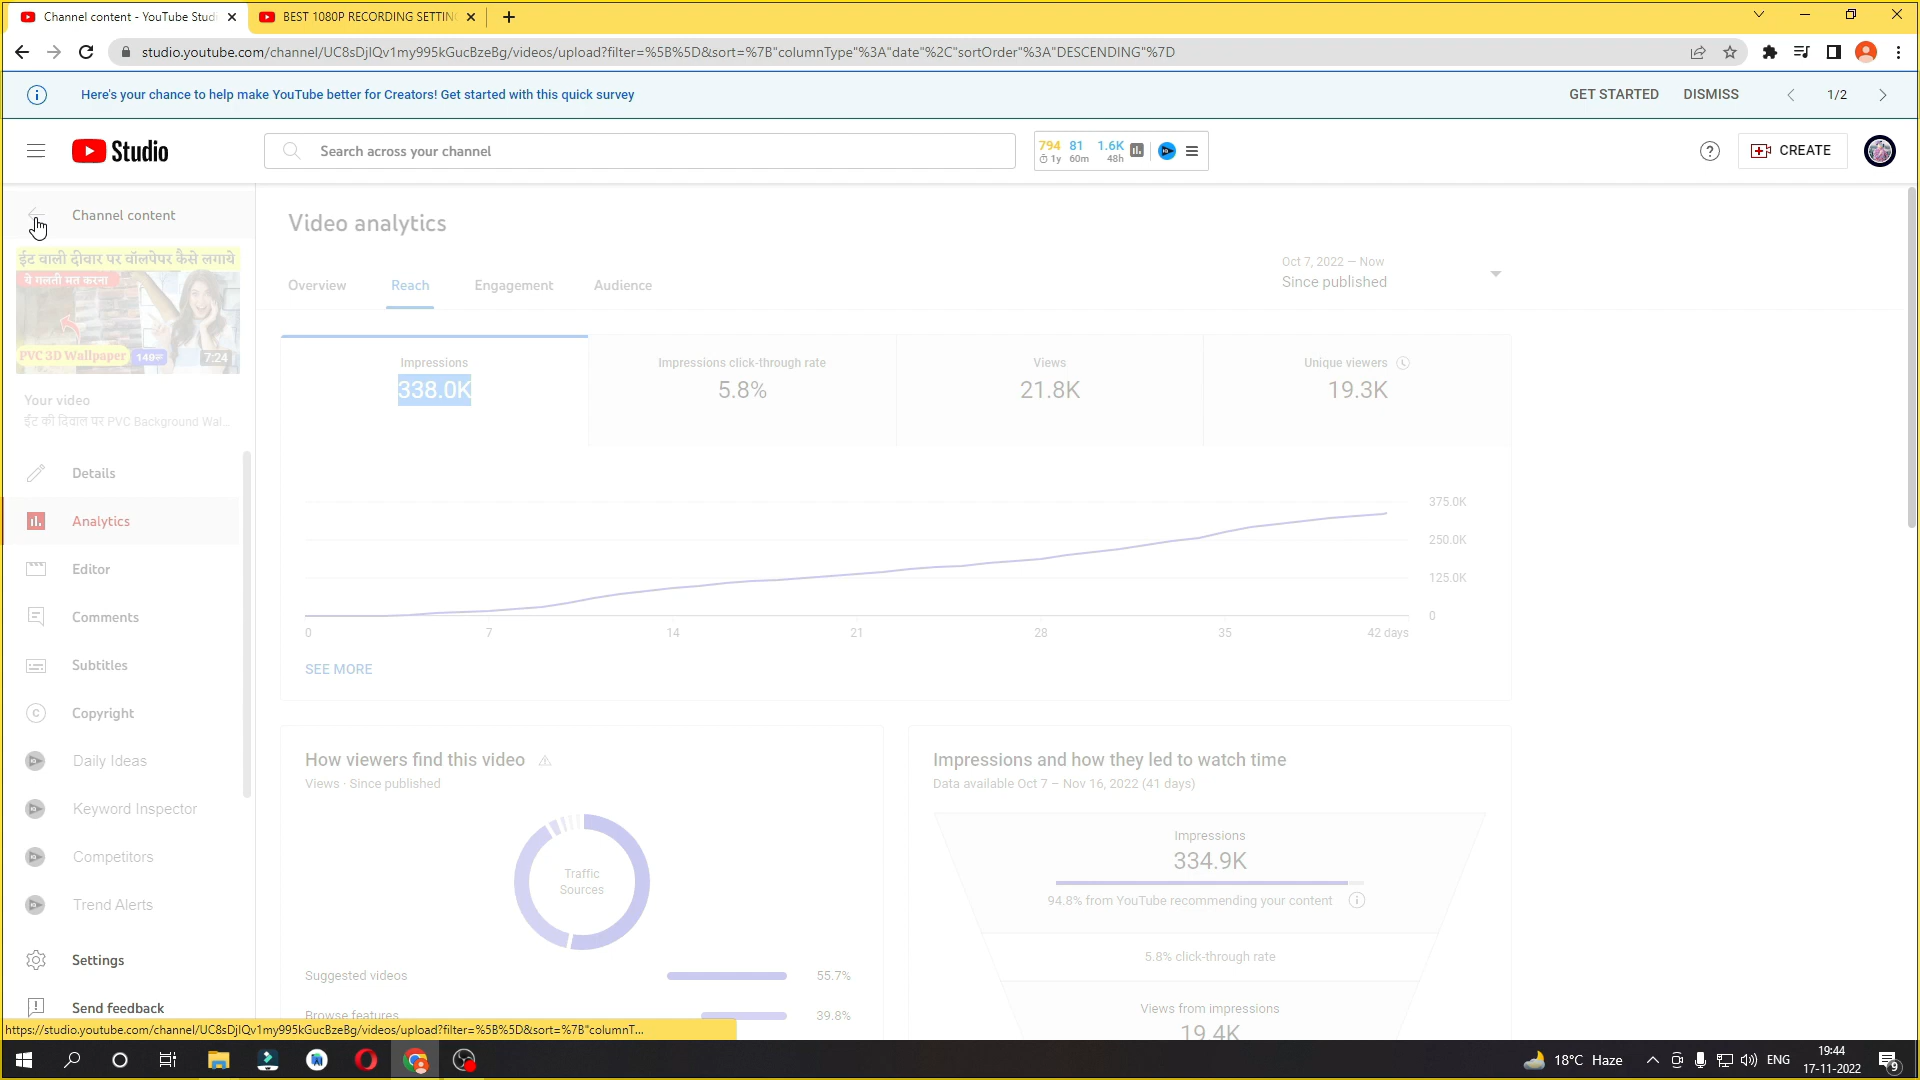 Channel content - YouTube Studi
BEST 1080P RECORDING SETTING
studio.youtube.com/channel/UC8sDjlQv1my995kGucBzeBg/videos/upload?filter=%5B%5D&sort=%7B"columnType"%3A"date"%2C"sortOrder"%3A"DESCENDING"%7D
Here's your chance to help make YouTube better for Creators! Get started with this quick survey
GET STARTED
DISMISS
1/2
Studio
Search across your channel
794 81 1.6K
1y 60m 48h
CREATE
Channel content
ईट वाली दीवार पर वॉलपेपर कैसे लगाये
ये गलती मत करना
PVC 3D Wallpaper
149र
7:24
Your video
ईट की दिवाल पर PVC Background Wal...
Details
Analytics
Editor
Comments
Subtitles
Copyright
Daily Ideas
Keyword Inspector
Competitors
Trend Alerts
Settings
Send feedback
Video analytics
Overview
Reach
Engagement
Audience
Oct 7, 2022 – Now
Since published
Impressions
338.0K
Impressions click-through rate
5.8%
Views
21.8K
Unique viewers
19.3K
375.0K
250.0K
125.0K
0
0 7 14 21 28 35 42 days
SEE MORE
How viewers find this video
Views · Since published
Traffic
Sources
Suggested videos 55.7%
Browse features 39.8%
Impressions and how they led to watch time
Data available Oct 7 – Nov 16, 2022 (41 days)
Impressions
334.9K
94.8% from YouTube recommending your content
5.8% click-through rate
Views from impressions
19.4K
https://studio.youtube.com/channel/UC8sDjlQv1my995kGucBzeBg/videos/upload?filter=%5B%5D&sort=%7B"columnT...
18°C Haze
ENG
19:44
17-11-2022
9